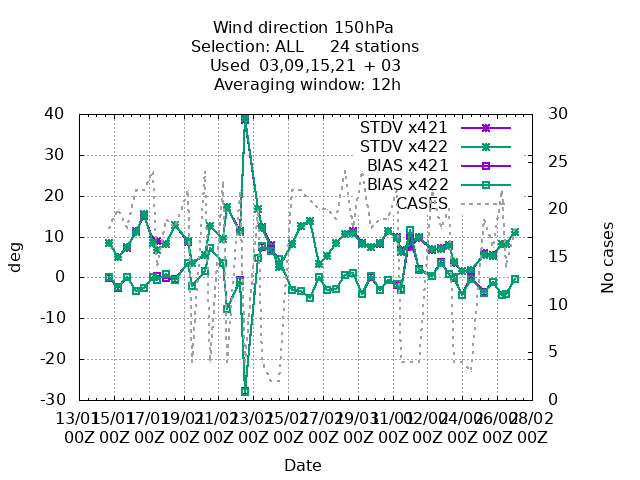 Wind direction 150hPa
Selection: ALL 24 stations
Used 03,09,15,21 + 03
Averaging window: 12h
STDV x421
STDV x422
BIAS x421
BIAS x422
CASES
40
30
20
10
0
-10
-20
-30
deg
30
25
20
15
10
5
0
No cases
13/01 15/01 17/01 19/01 21/01 23/01 25/01 27/01 29/01 31/01 02/02 04/02 06/02 08/02
00Z 00Z 00Z 00Z 00Z 00Z 00Z 00Z 00Z 00Z 00Z 00Z 00Z 00Z
Date